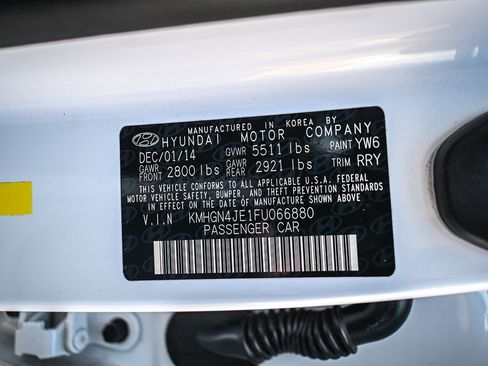 MANUFACTURED IN KOREA BY
HYUNDAI MOTOR COMPANY
DEC/01/14 GVWR 5511 lbs PAINT YW6
GAWR FRONT 2800 lbs GAWR REAR 2921 lbs TRIM RRY
THIS VEHICLE CONFORMS TO ALL APPLICABLE U.S.A. FEDERAL
MOTOR VEHICLE SAFETY, BUMPER, AND THEFT PREVENTION STANDARDS
IN EFFECT ON THE DATE OF MANUFACTURE SHOWN ABOVE.
V.I.N KMHGN4JE1FU066880
PASSENGER CAR